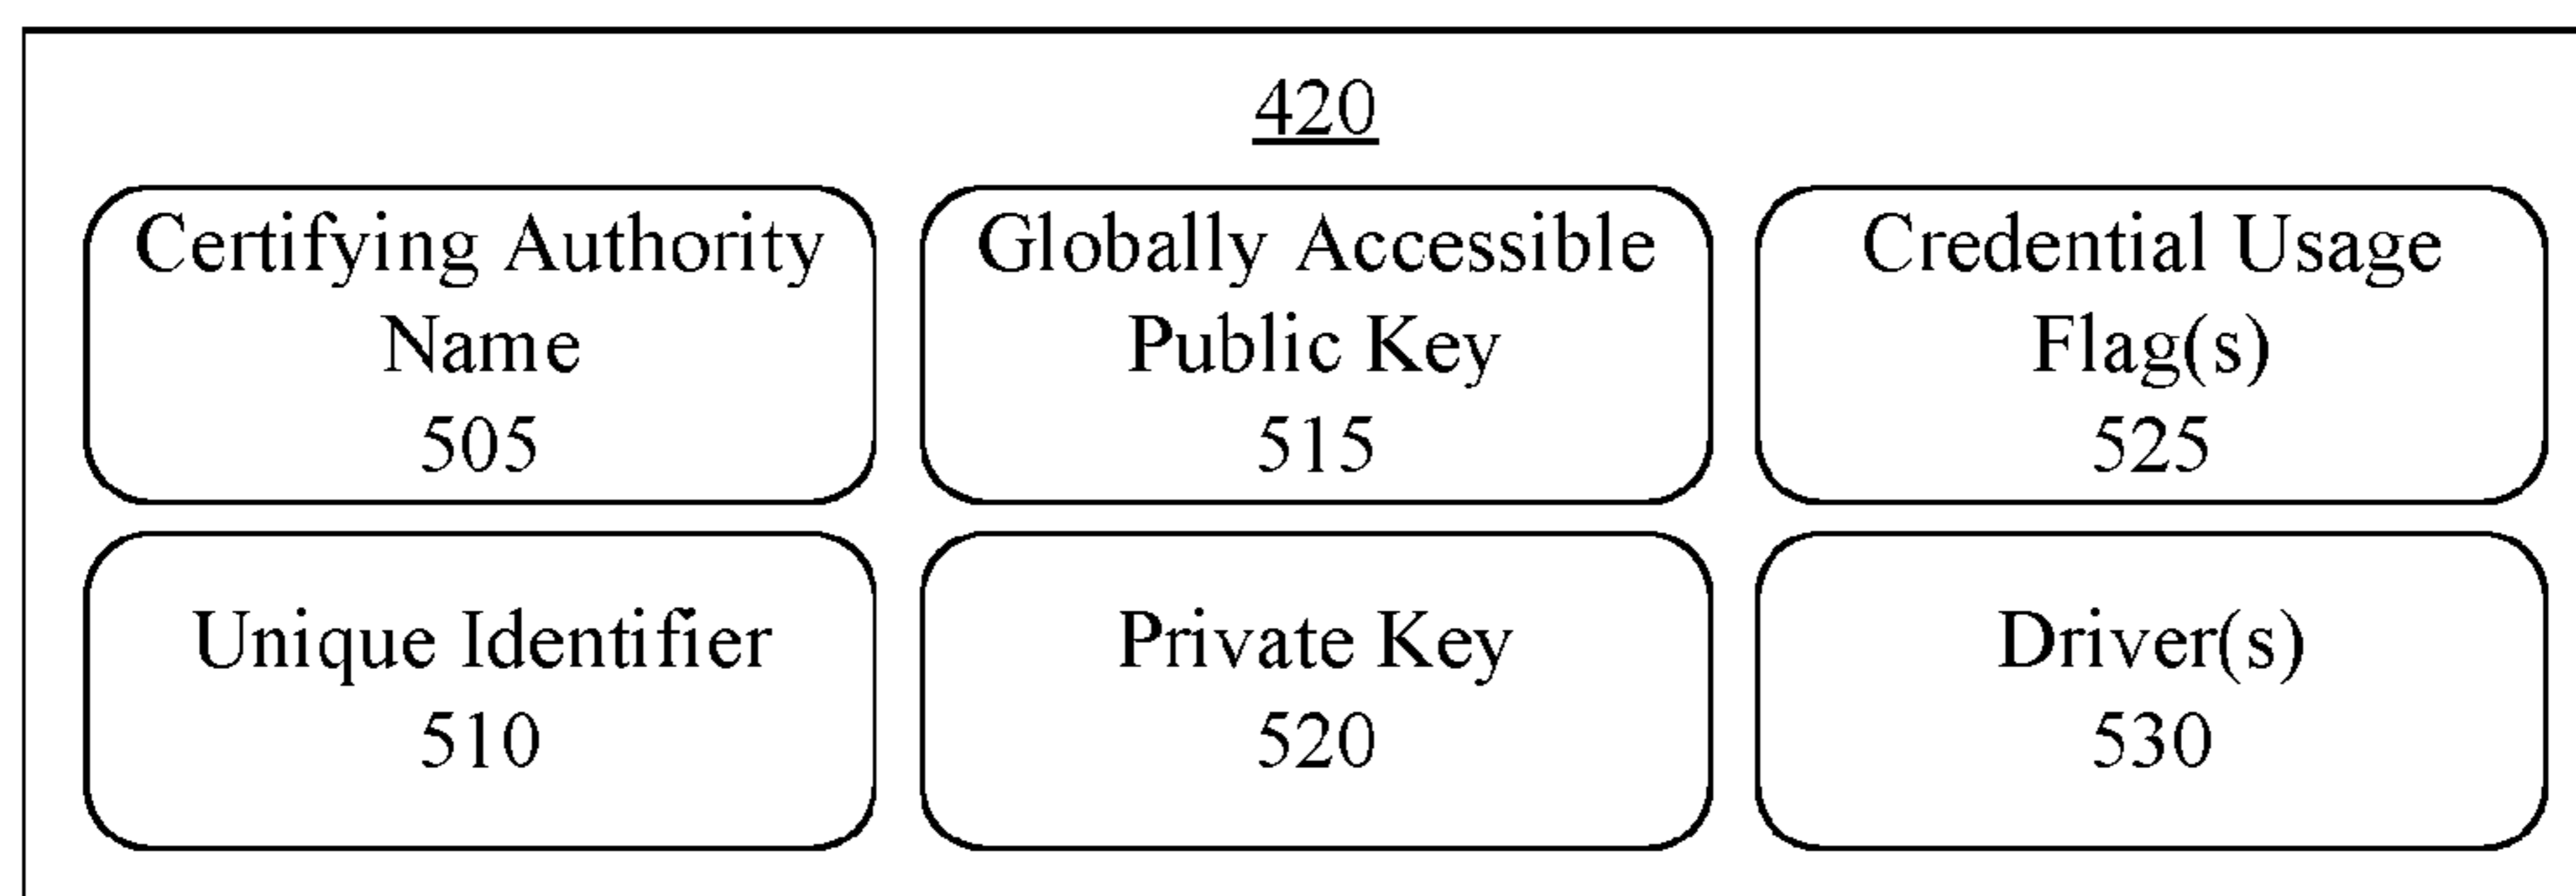 420
Certifying Authority
Name
505
Globally Accessible
Public Key
515
Credential Usage
Flag(s)
525
Unique Identifier
510
Private Key
520
Driver(s)
530